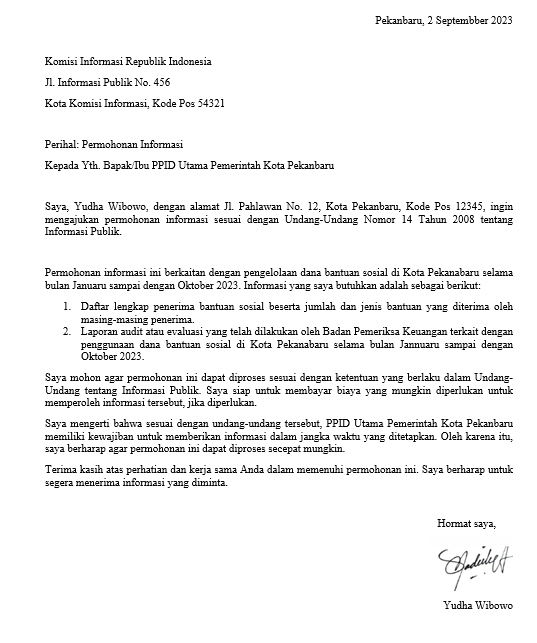 Pekanbaru, 2 Septembber 2023
Komisi Informasi Republik Indonesia
Jl. Informasi Publik No. 456
Kota Komisi Informasi, Kode Pos 54321
Perihal: Permohonan Informasi
Kepada Yth. Bapak/Ibu PPID Utama Pemerintah Kota Pekanbaru
Saya, Yudha Wibowo, dengan alamat Jl. Pahlawan No. 12, Kota Pekanbaru, Kode Pos 12345, ingin
mengajukan permohonan informasi sesuai dengan Undang-Undang Nomor 14 Tahun 2008 tentang
Informasi Publik.
Permohonan informasi ini berkaitan dengan pengelolaan dana bantuan sosial di Kota Pekanabaru selama
bulan Januaru sampai dengan Oktober 2023. Informasi yang saya butuhkan adalah sebagai berikut:
1. Daftar lengkap penerima bantuan sosial beserta jumlah dan jenis bantuan yang diterima oleh
masing-masing penerima.
2. Laporan audit atau evaluasi yang telah dilakukan oleh Badan Pemeriksa Keuangan terkait dengan
penggunaan dana bantuan sosial di Kota Pekanabaru selama bulan Jannuaru sampai dengan
Oktober 2023.
Saya mohon agar permohonan ini dapat diproses sesuai dengan ketentuan yang berlaku dalam Undang-
Undang tentang Informasi Publik. Saya siap untuk membayar biaya yang mungkin diperlukan untuk
memperoleh informasi tersebut, jika diperlukan.
Saya mengerti bahwa sesuai dengan undang-undang tersebut, PPID Utama Pemerintah Kota Pekanbaru
memiliki kewajiban untuk memberikan informasi dalam jangka waktu yang ditetapkan. Oleh karena itu,
saya berharap agar permohonan ini dapat diproses secepat mungkin.
Terima kasih atas perhatian dan kerja sama Anda dalam memenuhi permohonan ini. Saya berharap untuk
segera menerima informasi yang diminta.
Hormat saya,
Yudha Wibowo